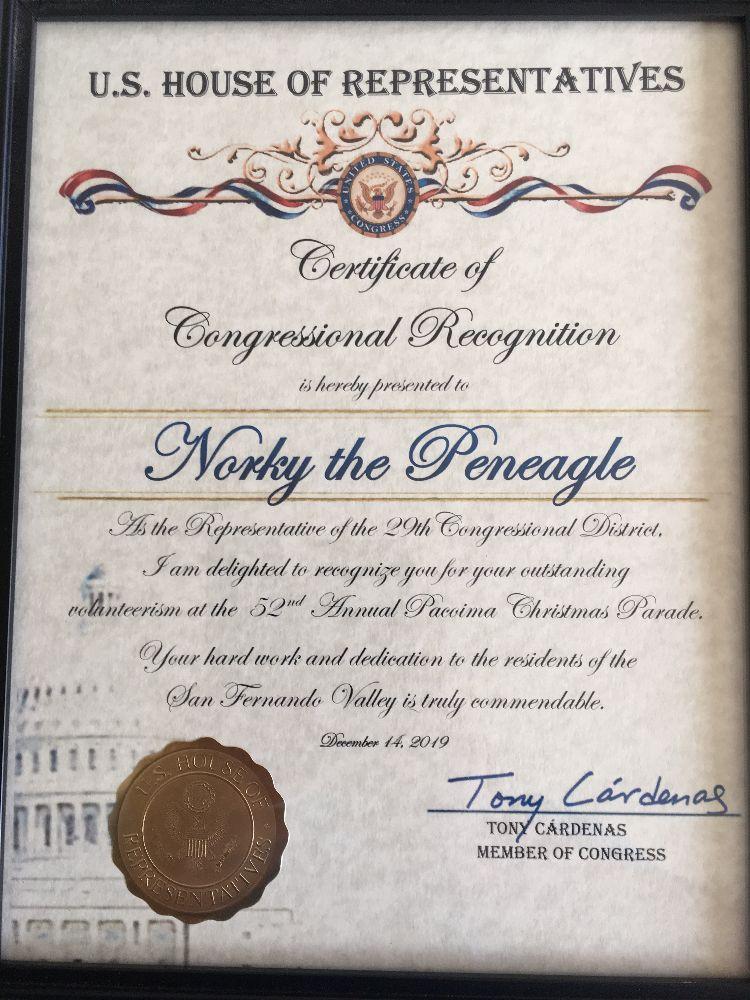 U.S. HOUSE OF REPRESENTATIVES
UNITED STATES
CONGRESS
Certificate of
Congressional Recognition
is hereby presented to
Norky the Peneagle
As the Representative of the 29th Congressional District,
I am delighted to recognize you for your outstanding
volunteerism at the 52nd Annual Pacoima Christmas Parade.
Your hard work and dedication to the residents of the
San Fernando Valley is truly commendable.
December 14, 2019
Tony Cárdenas
TONY CÁRDENAS
MEMBER OF CONGRESS
U.S. HOUSE OF
REPRESENTATIVES